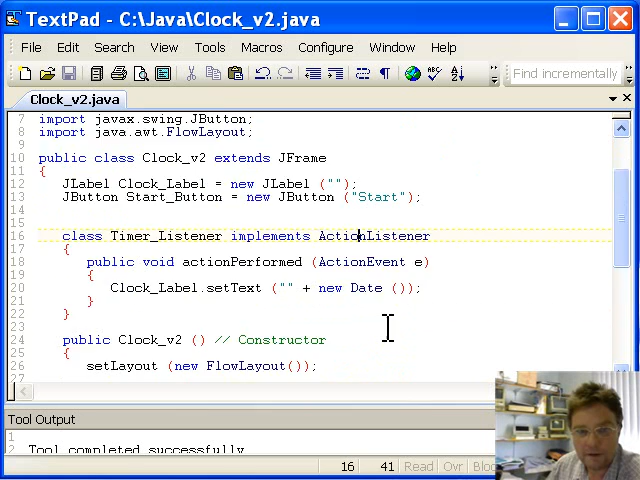 TextPad - C:\Java\Clock_v2.java
File Edit Search View Tools Macros Configure Window Help
Find incrementally
Clock_v2.java
7 import javax.swing.JButton;
8 import java.awt.FlowLayout;
9
10 public class Clock_v2 extends JFrame
11 {
12 JLabel Clock_Label = new JLabel ("");
13 JButton Start_Button = new JButton ("Start");
14
15
16 class Timer_Listener implements ActionListener
17 {
18 public void actionPerformed (ActionEvent e)
19 {
20 Clock_Label.setText ("" + new Date ());
21 }
22 }
23
24 public Clock_v2 () // Constructor
25 {
26 setLayout (new FlowLayout());
27
Tool Output
1
2 Tool completed successfully
16 41 Read Ovr Bloc